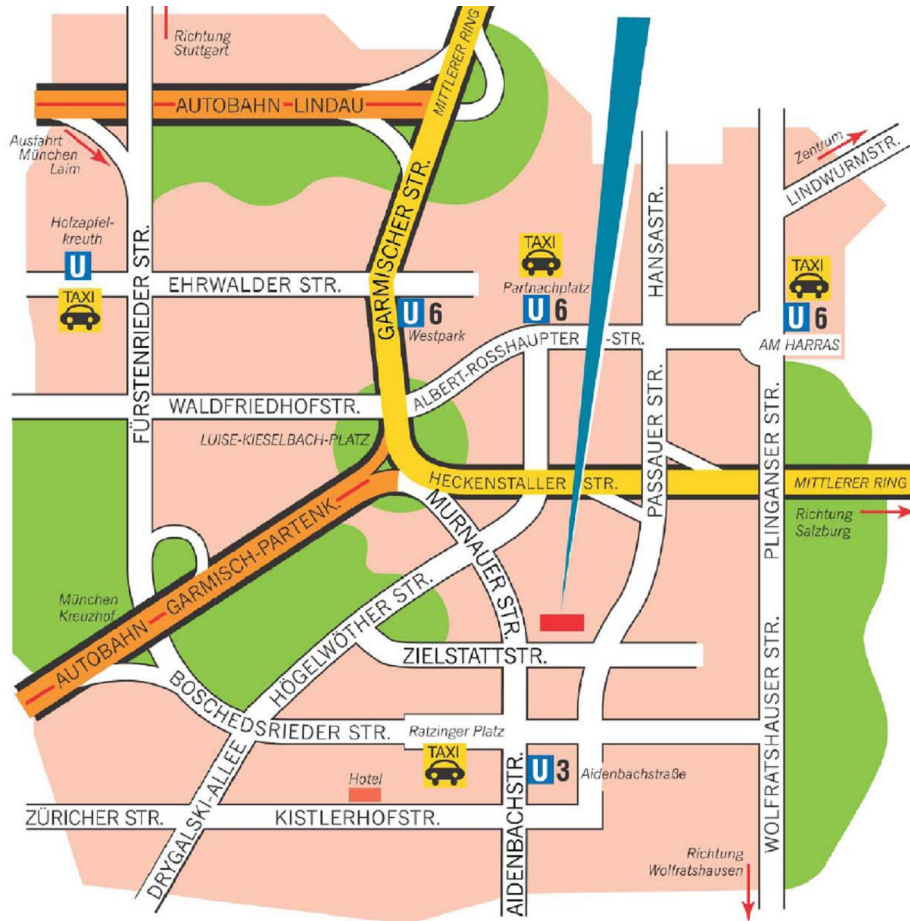 Richtung
Stuttgart
MITTLERER RING
AUTOBAHN LINDAU
Ausfahrt
München
Laim
Zentrum
LINDWURMSTR.
GARMISCHER STR.
HANSASTR.
Holzapfel-
kreuth
U
TAXI
FÜRSTENRIEDER STR.
EHRWALDER STR.
TAXI
Partnachplatz
U 6
TAXI
U 6
AM HARRAS
U 6
Westpark
ALBERT-ROSSHAUPTER -STR.
WALDFRIEDHOFSTR.
LUISE-KIESELBACH-PLATZ
PASSAUER STR.
PLINGANSER STR.
HECKENSTALLER STR.
MITTLERER RING
Richtung
Salzburg
MURNAUER STR.
AUTOBAHN GARMISCH-PARTENK.
München
Kreuzhof
HÖGELWÖTHER STR.
ZIELSTATTSTR.
BOSCHEDSRIEDER STR.
Ratzinger Platz
TAXI
U 3
Aidenbachstraße
WOLFRATSHAUSER STR.
Hotel
DRYGALSKI-ALLEE
ZÜRICHER STR.
KISTLERHOFSTR.
AIDENBACHSTR.
Richtung
Wolfratshausen